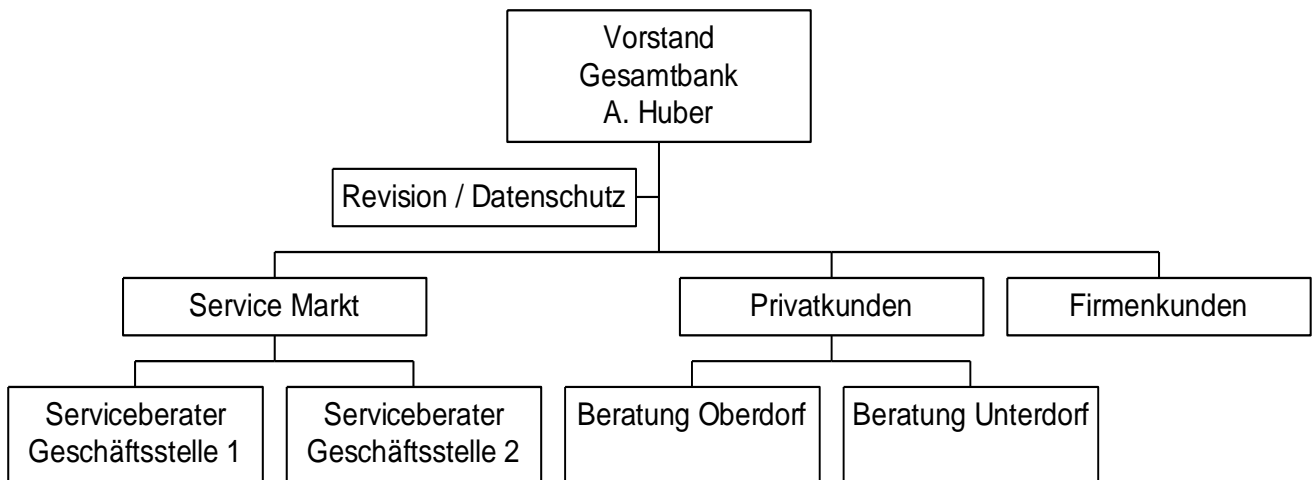 Vorstand
Gesamtbank
A. Huber
Revision / Datenschutz
Service Markt
Privatkunden
Firmenkunden
Serviceberater
Geschäftsstelle 1
Serviceberater
Geschäftsstelle 2
Beratung Oberdorf
Beratung Unterdorf